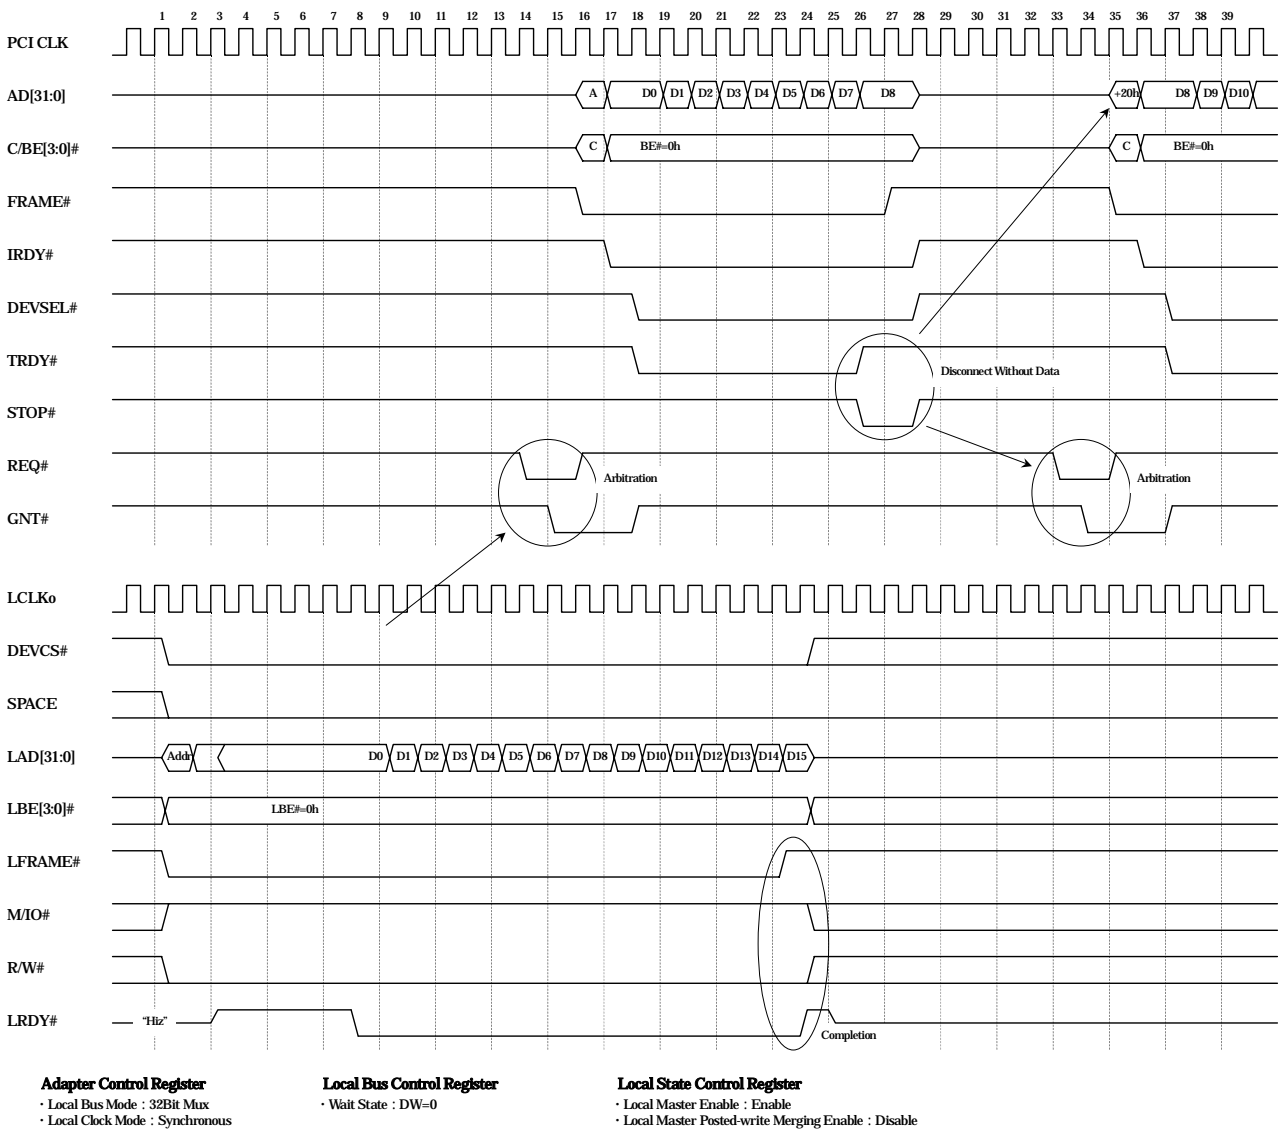 1 2 3 4 5 6 7 8 9 10 11 12 13 14 15 16 17 18 19 20 21 22 23 24 25 26 27 28 29 30 31 32 33 34 35 36 37 38 39
PCI CLK
AD[31:0] A D0 D1 D2 D3 D4 D5 D6 D7 D8 +20h D8 D9 D10
C/BE[3:0]# C BE#=0h C BE#=0h
FRAME#
IRDY#
DEVSEL#
TRDY#
Disconnect Without Data
STOP#
REQ#
Arbitration Arbitration
GNT#
LCLKo
DEVCS#
SPACE
LAD[31:0] Addr D0 D1 D2 D3 D4 D5 D6 D7 D8 D9 D10 D11 D12 D13 D14 D15
LBE[3:0]# LBE#=0h
LFRAME#
M/IO#
R/W#
LRDY# "Hiz"
Completion
Adapter Control Register Local Bus Control Register Local State Control Register
・Local Bus Mode : 32Bit Mux ・Wait State : DW=0 ・Local Master Enable : Enable
・Local Clock Mode : Synchronous ・Local Master Posted-write Merging Enable : Disable